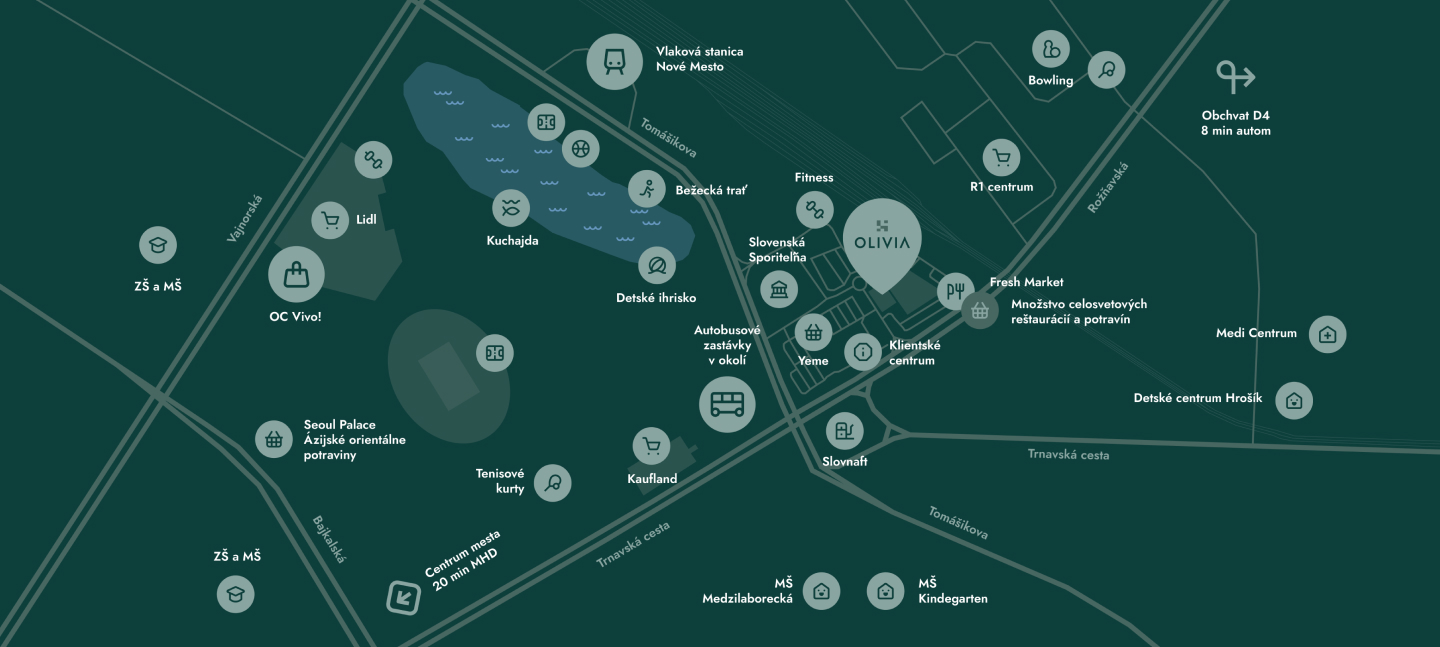 Vlaková stanica
Nové Mesto
Bowling
Obchvat D4
8 min autom
Tomášikova
R1 centrum
Rožňavská
Fitness
Bežecká trať
OLIVIA
Vajnorská
Lidl
Kuchajda
Slovenská
Sporiteľňa
ZŠ a MŠ
Detské ihrisko
Fresh Market
Množstvo celosvetových
reštaurácií a potravín
OC Vivo!
Autobusové
zastávky
v okolí
Yeme
Klientské
centrum
Medi Centrum
Detské centrum Hrošík
Seoul Palace
Ázijské orientálne
potraviny
Slovnaft
Trnavská cesta
Tenisové
kurty
Kaufland
Bajkalská
Centrum mesta
20 min MHD
Trnavská cesta
Tomášikova
ZŠ a MŠ
MŠ
Medzilaborecká
MŠ
Kindegarten